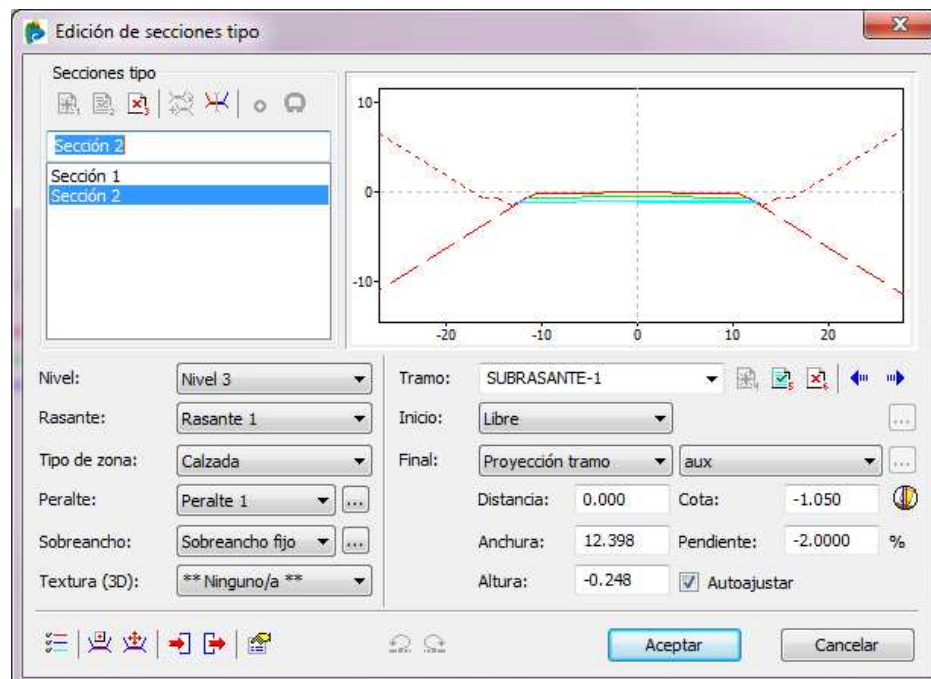 Edición de secciones tipo
Secciones tipo
Sección 2
Sección 1
Sección 2
10
0
-10
-20
-10
0
10
20
Nivel:
Nivel 3
Rasante:
Rasante 1
Tipo de zona:
Calzada
Peralte:
Peralte 1
...
Sobreancho:
Sobreancho fijo
...
Textura (3D):
** Ninguno/a **
Tramo:
SUBRASANTE-1
Inicio:
Libre
...
Final:
Proyección tramo
aux
...
Distancia:
0.000
Cota:
-1.050
Anchura:
12.398
Pendiente:
-2.0000
%
Altura:
-0.248
Autoajustar
Aceptar
Cancelar